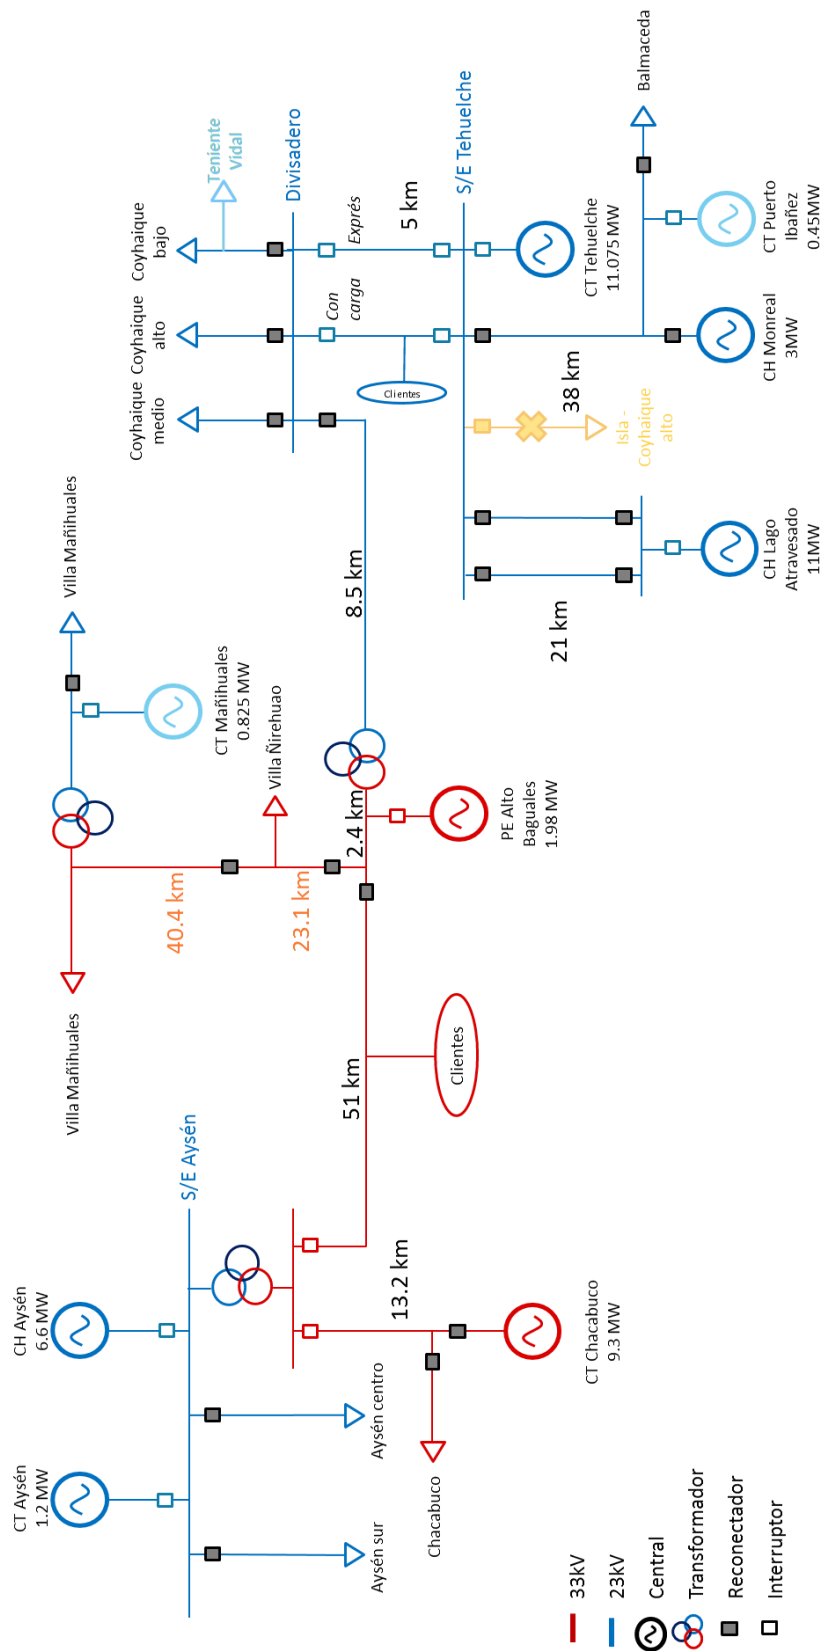 CT Aysén
1.2 MW
CH Aysén
6.6 MW
S/E Aysén
Aysén sur
Aysén centro
Chacabuco
13.2 km
CT Chacabuco
9.3 MW
51 km
Clientes
Villa Mañihuales
40.4 km
23.1 km
Villa Ñirehuao
Villa Mañihuales
CT Mañihuales
0.825 MW
2.4 km
PE Alto
Baguales
1.98 MW
8.5 km
Coyhaique
medio
Coyhaique
alto
Coyhaique
bajo
Teniente
Vidal
Divisadero
Con
carga
Exprés
Clientes
5 km
S/E Tehuelche
CT Tehuelche
11.075 MW
21 km
CH Lago
Atravesado
11MW
38 km
Isla -
Coyhaique
alto
CH Monreal
3MW
CT Puerto
Ibañez
0.45MW
Balmaceda
33kV
23kV
Central
Transformador
Reconectador
Interruptor